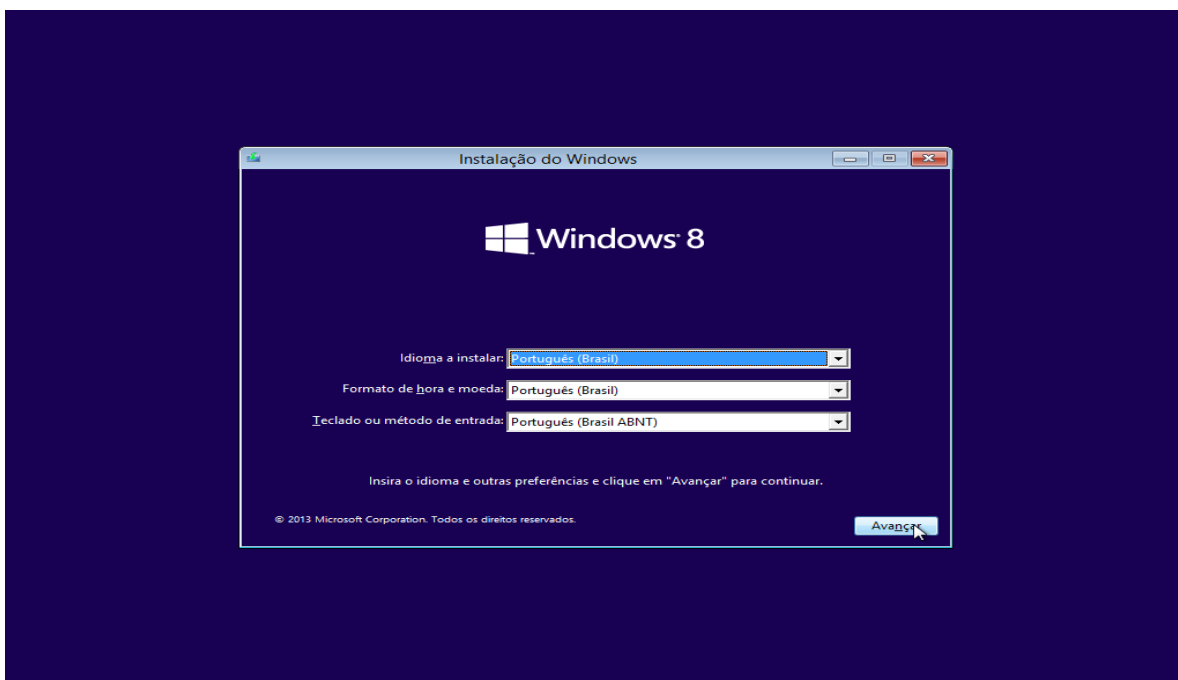 Instalação do Windows
Windows 8
Idioma a instalar: Português (Brasil)
Formato de hora e moeda: Português (Brasil)
Teclado ou método de entrada: Português (Brasil ABNT)
Insira o idioma e outras preferências e clique em "Avançar" para continuar.
© 2013 Microsoft Corporation. Todos os direitos reservados.
Avançar